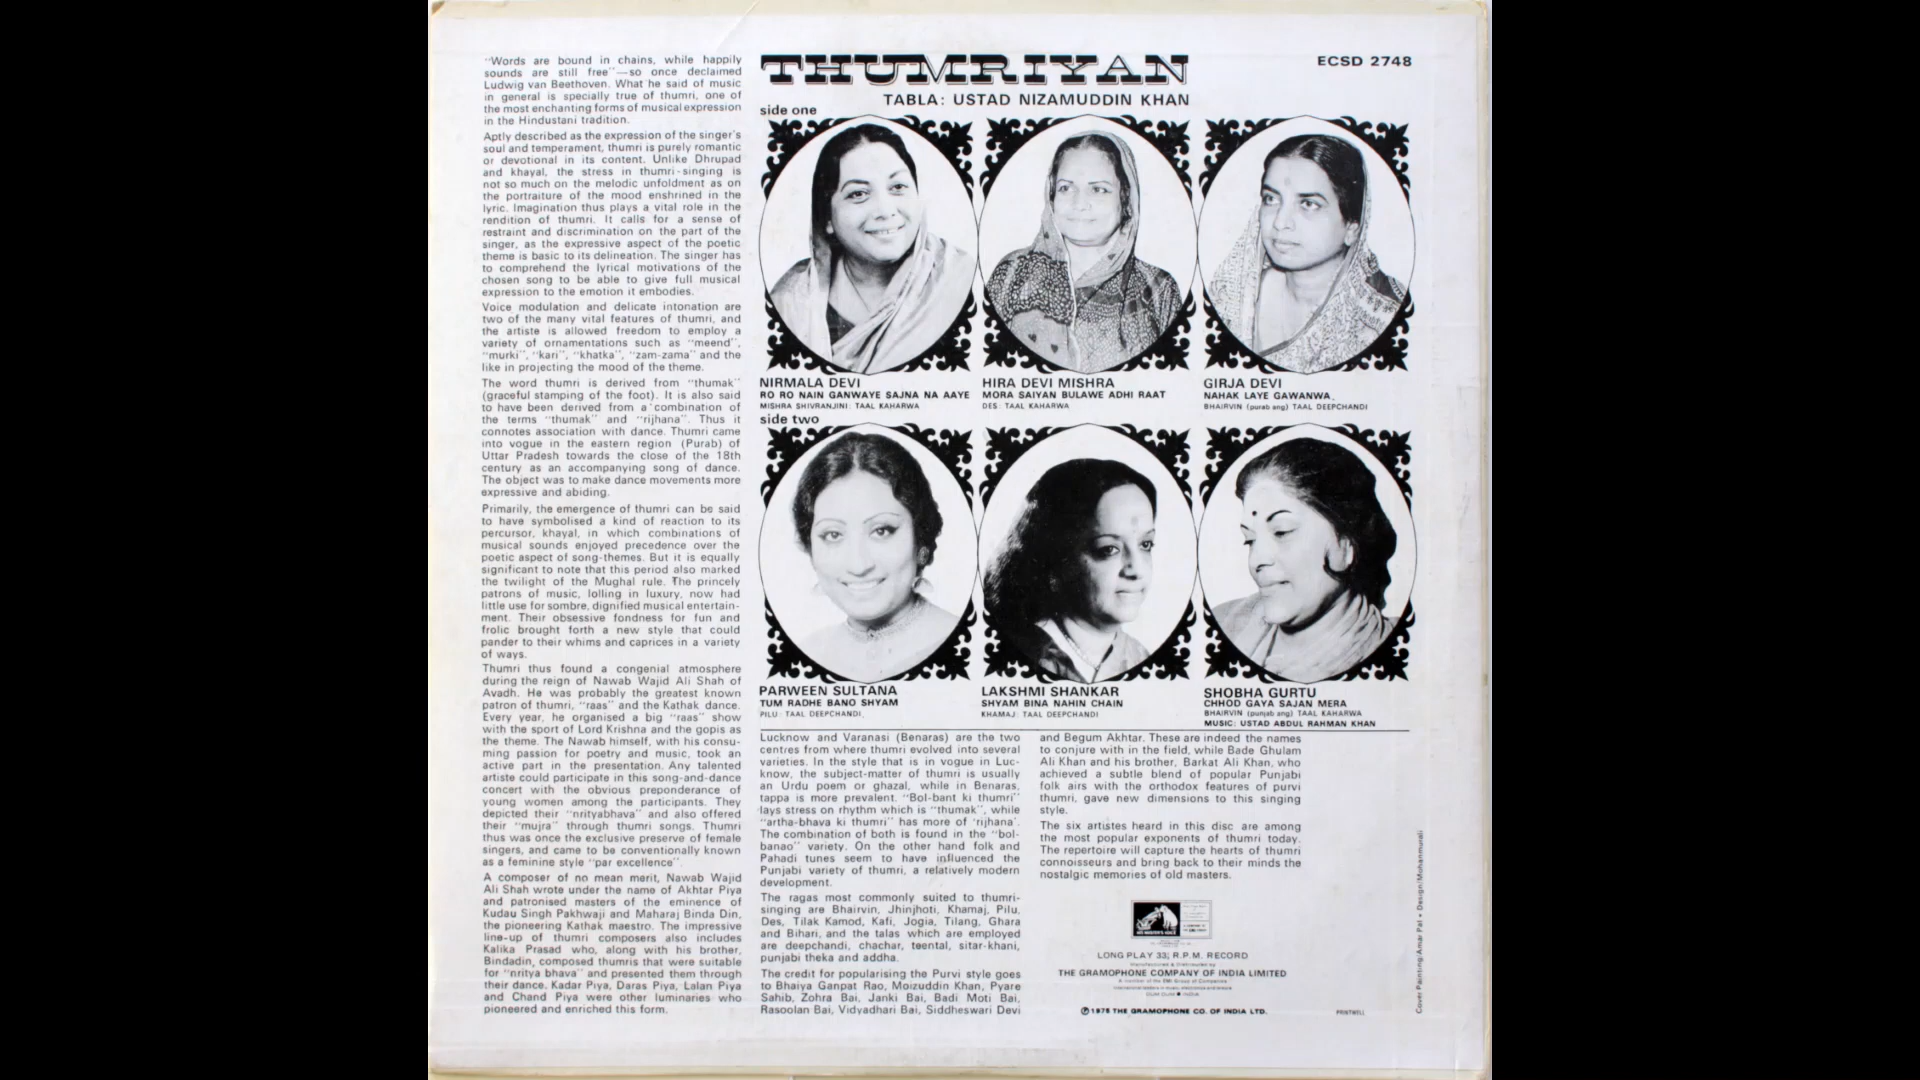 "Words are bound in chains, while happily
sounds are still free"—so once declaimed
Ludwig van Beethoven. What he said of music
in general is specially true of thumri, one of
the most enchanting forms of musical expression
in the Hindustani tradition.
Aptly described as the expression of the singer's
soul and temperament, thumri is purely romantic
or devotional in its content. Unlike Dhrupad
and khayal, the stress in thumri-singing is
not so much on the melodic unfoldment as on
the portraiture of the mood enshrined in the
lyric. Imagination thus plays a vital role in the
rendition of thumri. It calls for a sense of
restraint and discrimination on the part of the
singer, as the expressive aspect of the poetic
theme is basic to its delineation. The singer has
to comprehend the lyrical motivations of the
chosen song to be able to give full musical
expression to the emotion it embodies.
Voice modulation and delicate intonation are
two of the many vital features of thumri, and
the artiste is allowed freedom to employ a
variety of ornamentations such as "meend",
"murki", "kari", "khatka", "zam-zama" and the
like in projecting the mood of the theme.
The word thumri is derived from "thumak"
(graceful stamping of the foot). It is also said
to have been derived from a combination of
the terms "thumak" and "rijhana". Thus it
connotes association with dance. Thumri came
into vogue in the eastern region (Purab) of
Uttar Pradesh towards the close of the 18th
century as an accompanying song of dance.
The object was to make dance movements more
expressive and abiding.
Primarily, the emergence of thumri can be said
to have symbolised a kind of reaction to its
percursor, khayal, in which combinations of
musical sounds enjoyed precedence over the
poetic aspect of song-themes. But it is equally
significant to note that this period also marked
the twilight of the Mughal rule. The princely
patrons of music, lolling in luxury, now had
little use for sombre, dignified musical entertain-
ment. Their obsessive fondness for fun and
frolic brought forth a new style that could
pander to their whims and caprices in a variety
of ways.
Thumri thus found a congenial atmosphere
during the reign of Nawab Wajid Ali Shah of
Avadh. He was probably the greatest known
patron of thumri, "raas" and the Kathak dance.
Every year, he organised a big "raas" show
with the sport of Lord Krishna and the gopis as
the theme. The Nawab himself, with his consu-
ming passion for poetry and music, took an
active part in the presentation. Any talented
artiste could participate in this song-and-dance
concert with the obvious preponderance of
young women among the participants. They
depicted their "nrityabhava" and also offered
their "mujra" through thumri songs. Thumri
thus was once the exclusive preserve of female
singers, and came to be conventionally known
as a feminine style "par excellence".
A composer of no mean merit, Nawab Wajid
Ali Shah wrote under the name of Akhtar Piya
and patronised masters of the eminence of
Kudau Singh Pakhwaji and Maharaj Binda Din,
the pioneering Kathak maestro. The impressive
line-up of thumri composers also includes
Kalika Prasad who, along with his brother,
Bindadin, composed thumris that were suitable
for "nritya bhava" and presented them through
their dance. Kadar Piya, Daras Piya, Lalan Piya
and Chand Piya were other luminaries who
pioneered and enriched this form.
THUMRIYAN
ECSD 2748
TABLA: USTAD NIZAMUDDIN KHAN
side one
NIRMALA DEVI
RO RO NAIN GANWAYE SAJNA NA AAYE
MISHRA SHIVRANJINI: TAAL KAHARWA
HIRA DEVI MISHRA
MORA SAIYAN BULAWE ADHI RAAT
DES: TAAL KAHARWA
GIRJA DEVI
NAHAK LAYE GAWANWA
BHAIRVIN (purab ang) TAAL DEEPCHANDI
side two
PARWEEN SULTANA
TUM RADHE BANO SHYAM
PILU: TAAL DEEPCHANDI
LAKSHMI SHANKAR
SHYAM BINA NAHIN CHAIN
KHAMAJ: TAAL DEEPCHANDI
SHOBHA GURTU
CHHOD GAYA SAJAN MERA
BHAIRVIN (punjab ang) TAAL KAHARWA
MUSIC: USTAD ABDUL RAHMAN KHAN
Lucknow and Varanasi (Benaras) are the two
centres from where thumri evolved into several
varieties. In the style that is in vogue in Luc-
know, the subject-matter of thumri is usually
an Urdu poem or ghazal, while in Benaras,
tappa is more prevalent. "Bol-bant ki thumri"
lays stress on rhythm which is "thumak", while
"artha-bhava ki thumri" has more of 'rijhana'.
The combination of both is found in the "bol-
banao" variety. On the other hand folk and
Pahadi tunes seem to have influenced the
Punjabi variety of thumri, a relatively modern
development.
The ragas most commonly suited to thumri-
singing are Bhairvin, Jhinjhoti, Khamaj, Pilu,
Des, Tilak Kamod, Kafi, Jogia, Tilang, Ghara
and Bihari, and the talas which are employed
are deepchandi, chachar, teental, sitar-khani,
punjabi theka and addha.
The credit for popularising the Purvi style goes
to Bhaiya Ganpat Rao, Moizuddin Khan, Pyare
Sahib, Zohra Bai, Janki Bai, Badi Moti Bai,
Rasoolan Bai, Vidyadhari Bai, Siddheswari Devi
and Begum Akhtar. These are indeed the names
to conjure with in the field, while Bade Ghulam
Ali Khan and his brother, Barkat Ali Khan, who
achieved a subtle blend of popular Punjabi
folk airs with the orthodox features of purvi
thumri, gave new dimensions to this singing
style.
The six artistes heard in this disc are among
the most popular exponents of thumri today.
The repertoire will capture the hearts of thumri
connoisseurs and bring back to their minds the
nostalgic memories of old masters.
HIS MASTER'S VOICE
LONG PLAY 33⅓ R.P.M. RECORD
Manufactured & Distributed by
THE GRAMOPHONE COMPANY OF INDIA LIMITED
A member of the EMI Group of Companies
International leaders in music, electronics and leisure
DUM DUM ● INDIA
℗1975 THE GRAMOPHONE CO. OF INDIA LTD.
PRINTWELL
Cover Painting/Amar Pal • Design/Mohanmurali